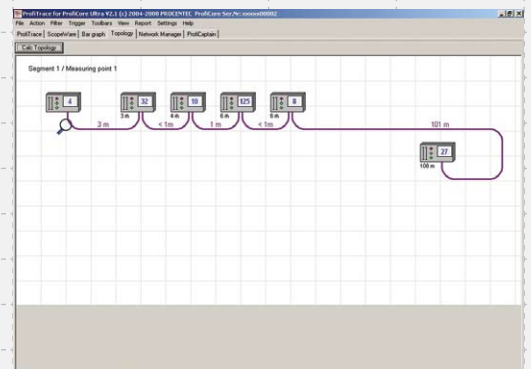 ProfiTrace for ProfiCore Ultra V2.1 (c) 2004-2008 PROCENTEC ProfiCore Ser.Nr: xxxxx00002
File Action Filter Trigger Toolbars View Report Settings Help
ProfiTrace ScopeWare Bar graph Topology Network Manager ProfiCaptain
Calc Topology
Segment 1 / Measuring point 1
4 32 10 125 8
3 m 4 m 6 m 6 m
3 m < 1m 1 m < 1m 101 m
27
106 m